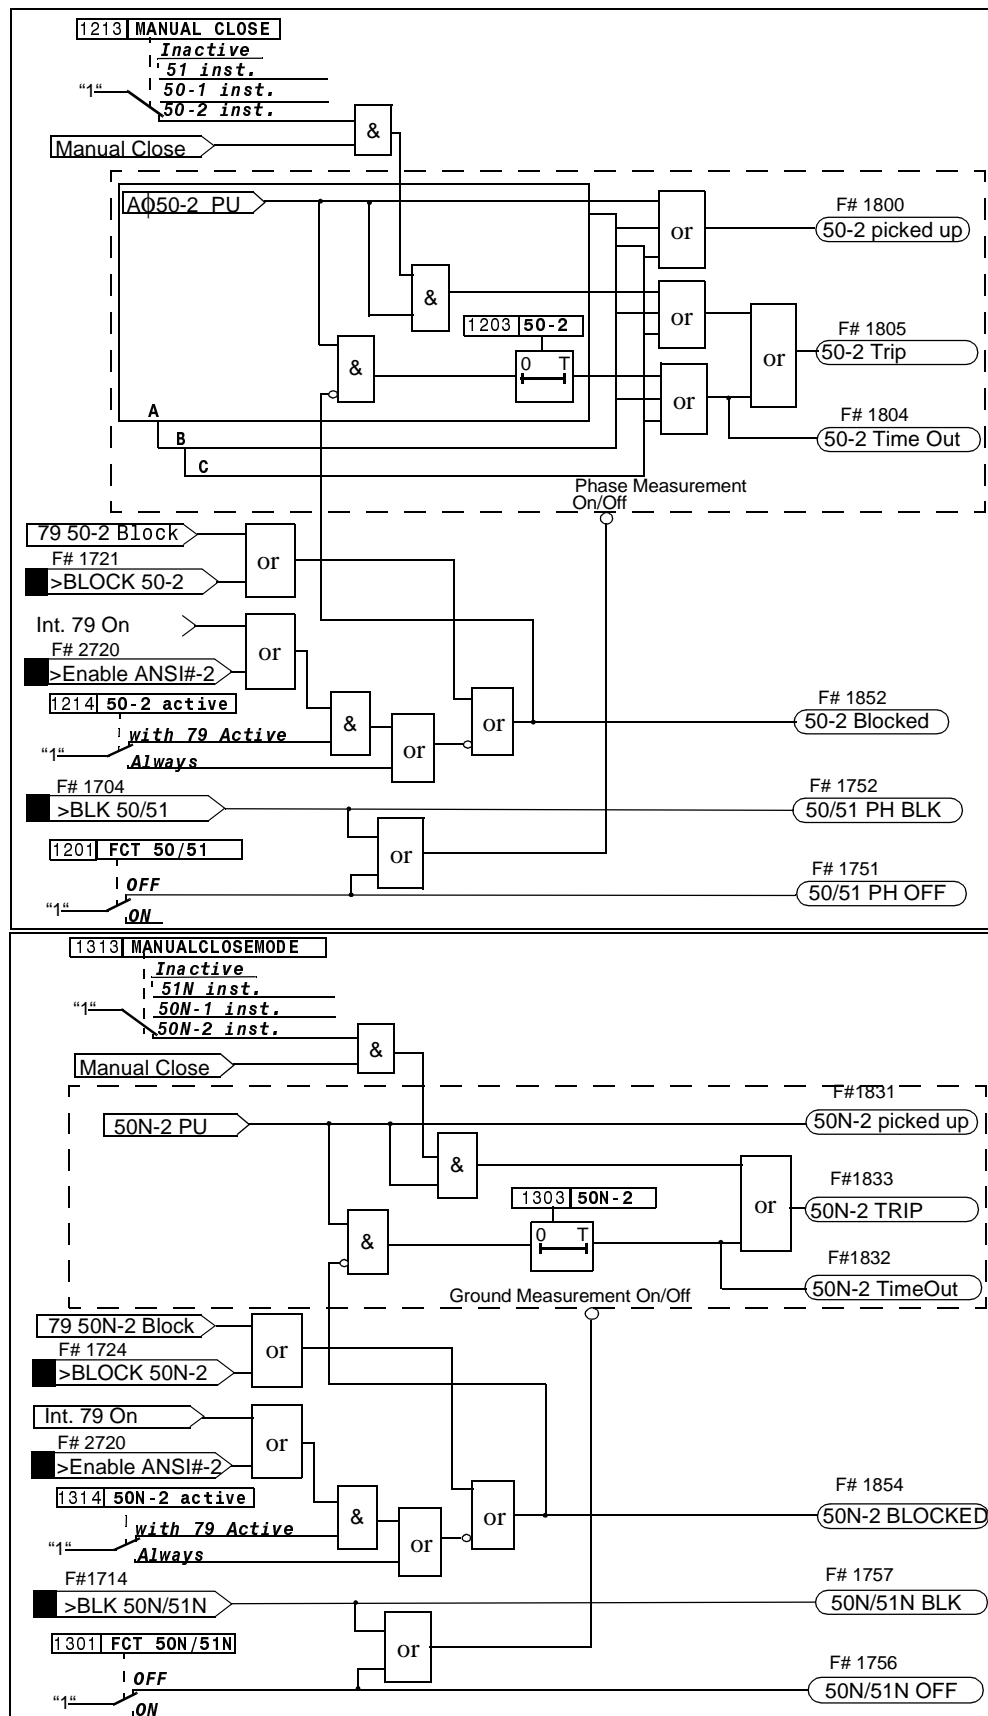 1213 MANUAL CLOSE
Inactive
51 inst.
“1“
50-1 inst.
50-2 inst.
&
Manual Close
AΦ50-2 PU
or
F# 1800
50-2 picked up
&
or
1203 50-2
F# 1805
&
0 T
or
50-2 Trip
or
F# 1804
A
B
50-2 Time Out
C
Phase Measurement
On/Off
79 50-2 Block
or
F# 1721
>BLOCK 50-2
Int. 79 On
or
F# 2720
>Enable ANSI#-2
1214 50-2 active
&
or
F# 1852
50-2 Blocked
with 79 Active
or
“1“
Always
F# 1704
F# 1752
>BLK 50/51
50/51 PH BLK
1201 FCT 50/51
or
F# 1751
OFF
50/51 PH OFF
“1“
ON
1313 MANUALCLOSEMODE
Inactive
51N inst.
“1“
50N-1 inst.
50N-2 inst.
&
Manual Close
F#1831
50N-2 PU
50N-2 picked up
&
F#1833
1303 50N-2
or
50N-2 TRIP
&
0 T
F#1832
50N-2 TimeOut
Ground Measurement On/Off
79 50N-2 Block
or
F# 1724
>BLOCK 50N-2
Int. 79 On
or
F# 2720
>Enable ANSI#-2
F# 1854
1314 50N-2 active
&
or
50N-2 BLOCKED
with 79 Active
or
“1“
Always
F#1714
F# 1757
>BLK 50N/51N
50N/51N BLK
1301 FCT 50N/51N
or
F# 1756
OFF
50N/51N OFF
“1“
ON